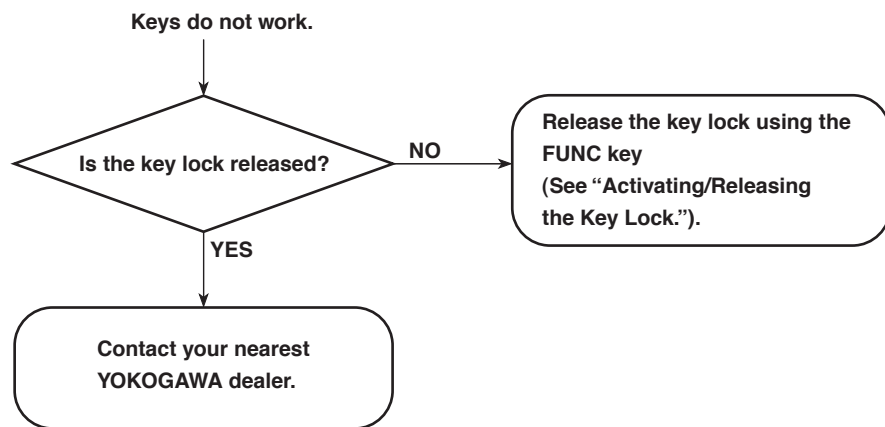 Keys do not work.
Is the key lock released?
NO
Release the key lock using the
FUNC key
(See “Activating/Releasing
the Key Lock.”).
YES
Contact your nearest
YOKOGAWA dealer.